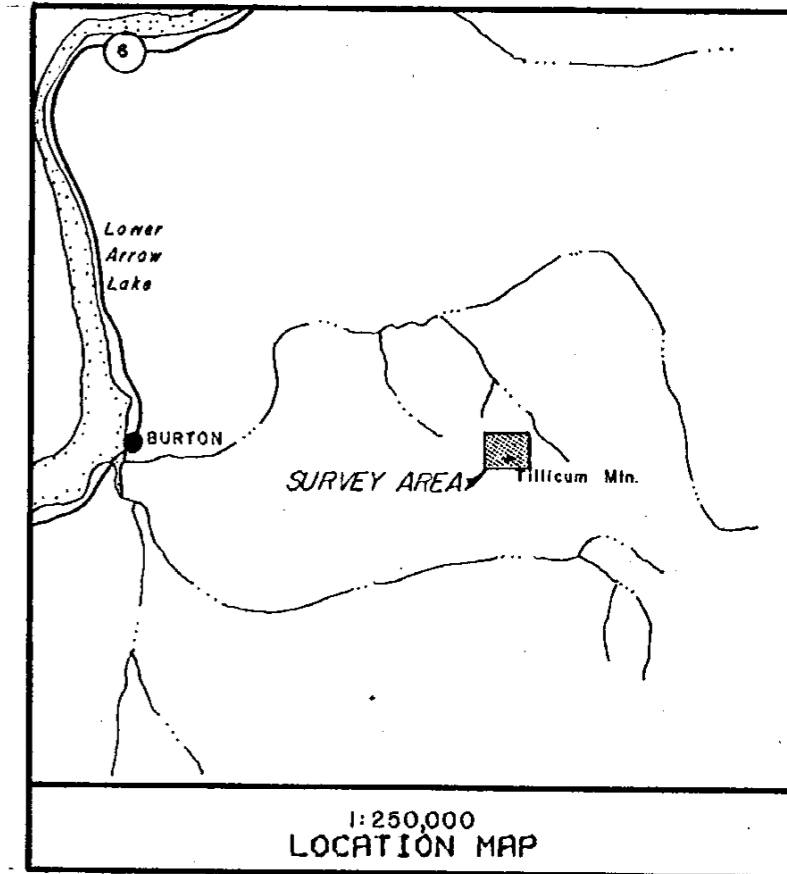 6
Lower
Arrow
Lake
BURTON
SURVEY AREA
Tillicum Mtn.
1:250,000
LOCATION MAP